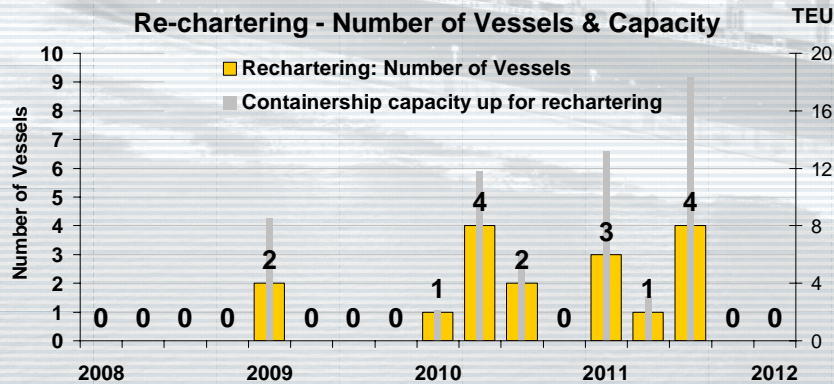 Re-chartering - Number of Vessels & Capacity
TEU
Rechartering: Number of Vessels
Containership capacity up for rechartering
Number of Vessels
10
9
8
7
6
5
4
3
2
1
0
20
16
12
8
4
0
0 0 0 0 2 0 0 0 1 4 2 0 3 1 4 0 0
2008 2009 2010 2011 2012